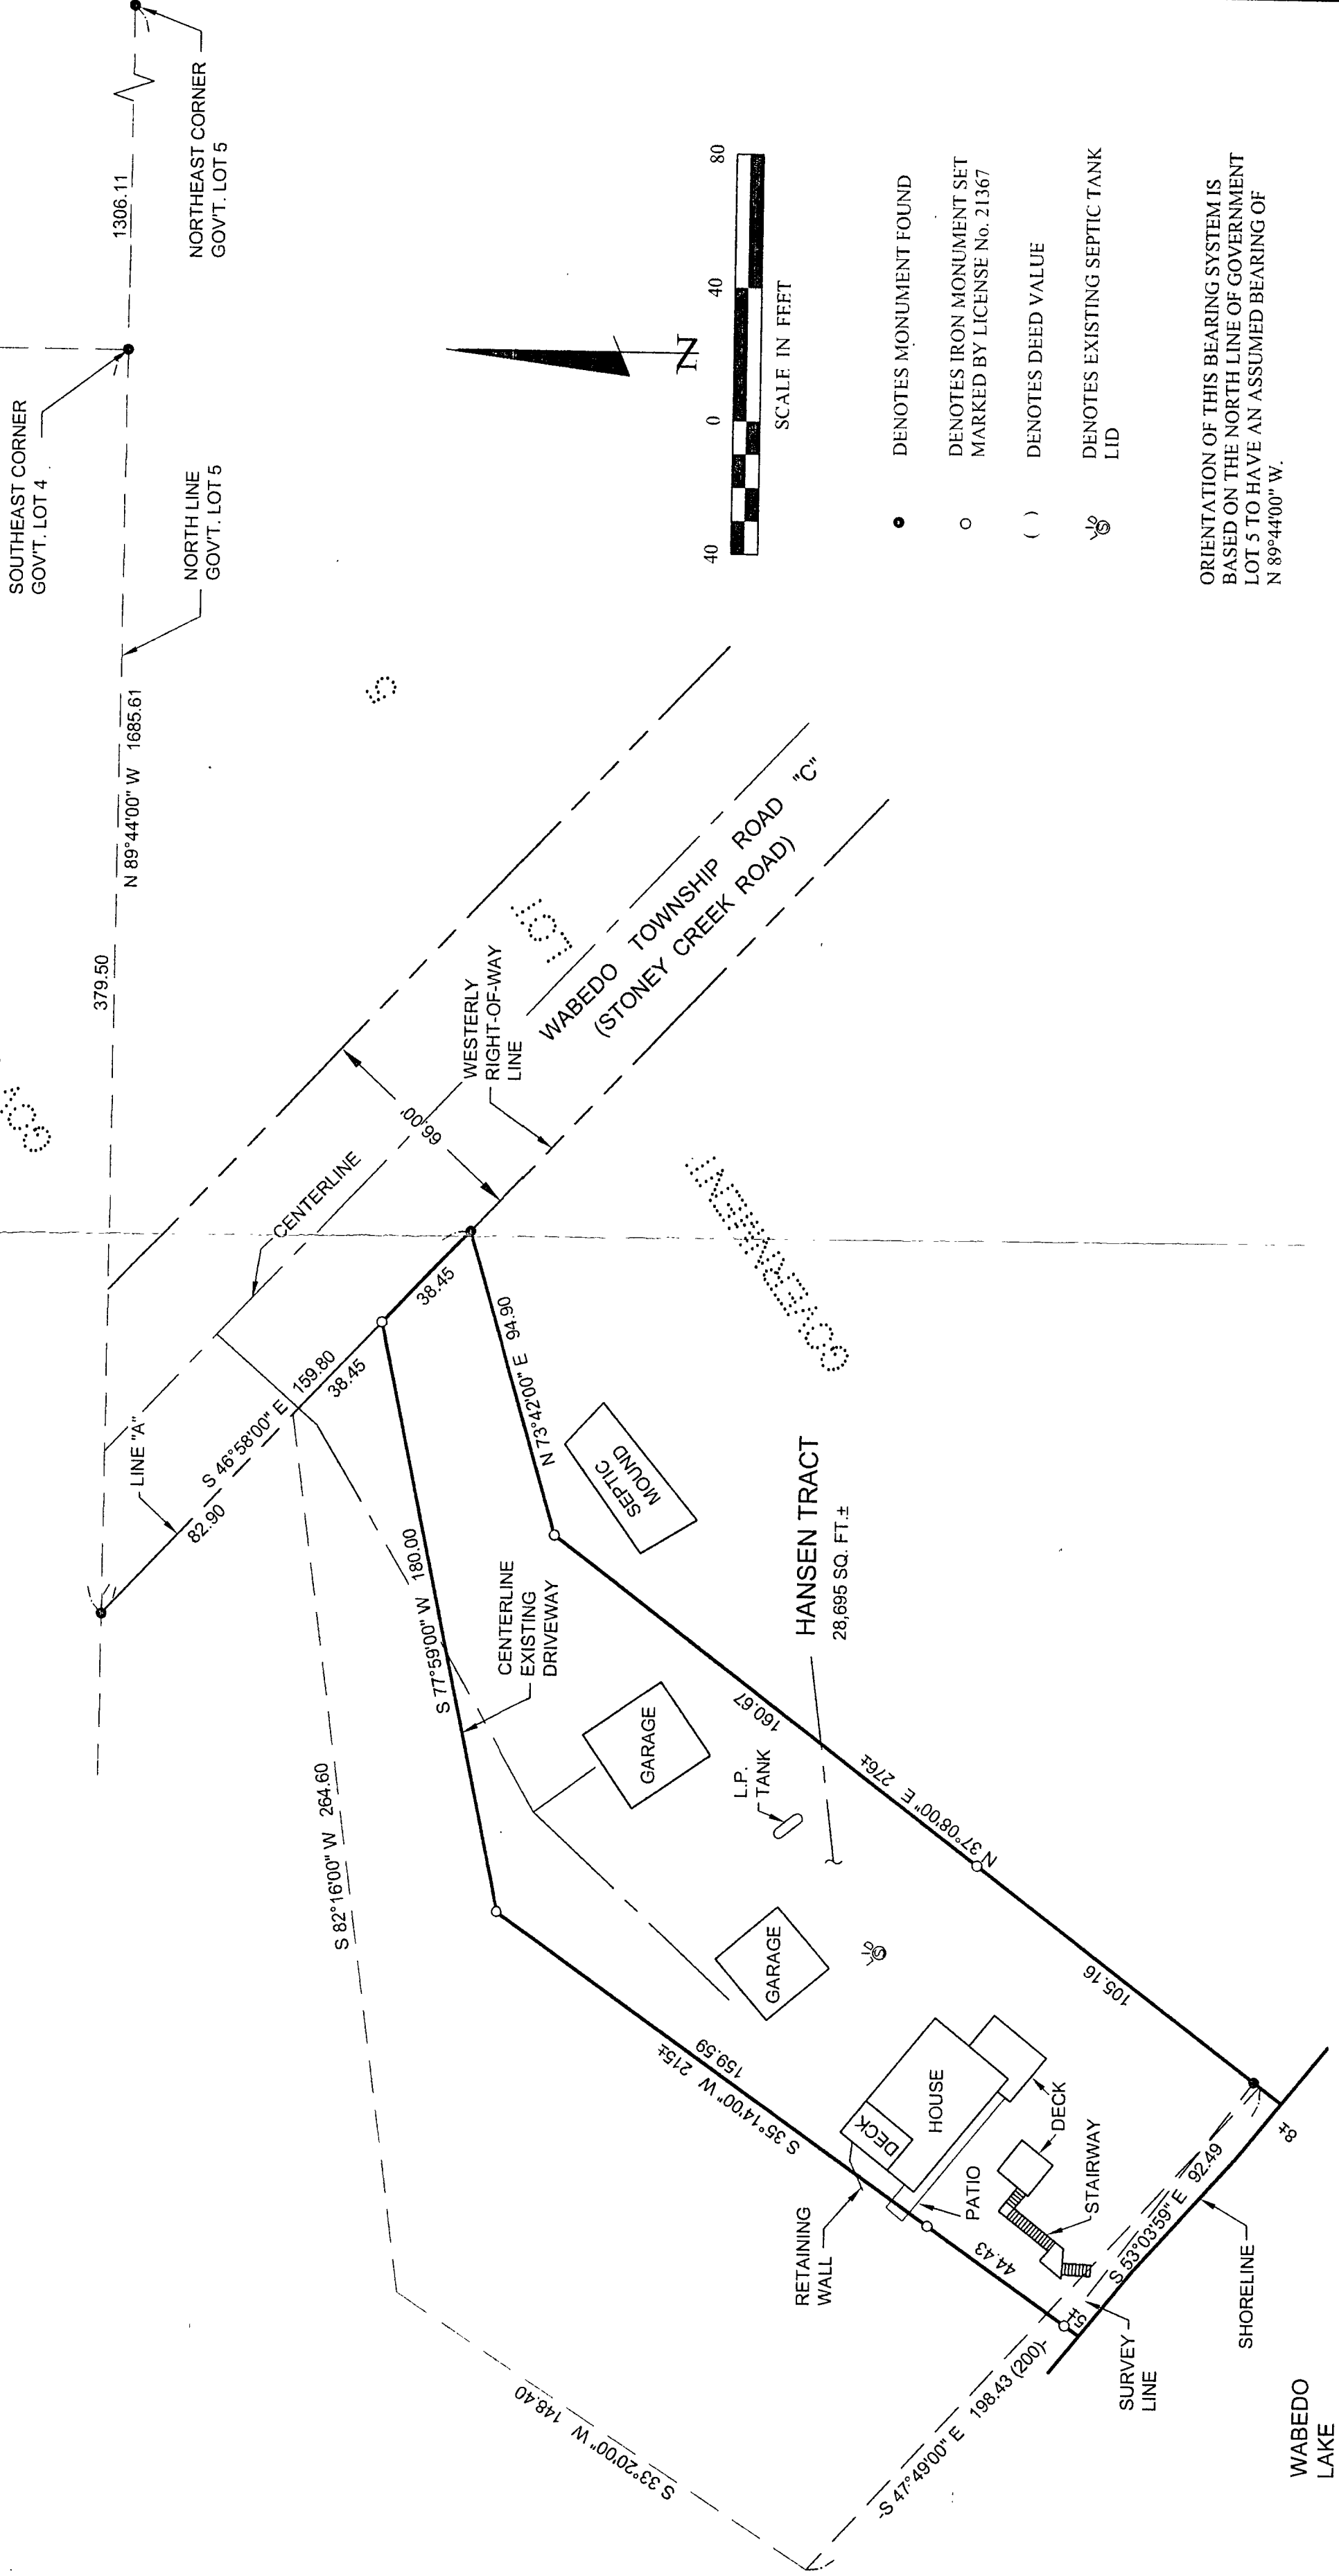 SOUTHEAST CORNER
GOV'T. LOT 4
1306.11
NORTHEAST CORNER
GOV'T. LOT 5
NORTH LINE
GOV'T. LOT 5
N 89°44'00" W 1685.61
379.50
GOV'
LOT
5
GOVERNMENT
LINE "A"
CENTERLINE
66.00'
WESTERLY
RIGHT-OF-WAY
LINE
WABEDO TOWNSHIP ROAD "C"
(STONEY CREEK ROAD)
S 46°58'00" E 159.80
82.90
38.45
38.45
S 82°16'00" W 264.60
S 77°59'00" W 180.00
N 73°42'00" E 94.90
CENTERLINE
EXISTING
DRIVEWAY
SEPTIC
MOUND
GARAGE
L.P.
TANK
GARAGE
LID
S
HANSEN TRACT
28,695 SQ. FT.±
160.67
N 37°08'00" E 276±
105.16
S 35°14'00" W 215±
159.59
44.43
S 33°20'00" W 148.40
RETAINING
WALL
DECK
HOUSE
PATIO
DECK
STAIRWAY
S 47°49'00" E 198.43 (200)
S 53°03'59" E 92.49
5±
8±
SURVEY
LINE
SHORELINE
WABEDO
LAKE
N
40 0 40 80
SCALE IN FEET
DENOTES MONUMENT FOUND
DENOTES IRON MONUMENT SET
MARKED BY LICENSE No. 21367
( ) DENOTES DEED VALUE
LID
S
DENOTES EXISTING SEPTIC TANK
LID
ORIENTATION OF THIS BEARING SYSTEM IS
BASED ON THE NORTH LINE OF GOVERNMENT
LOT 5 TO HAVE AN ASSUMED BEARING OF
N 89°44'00" W.